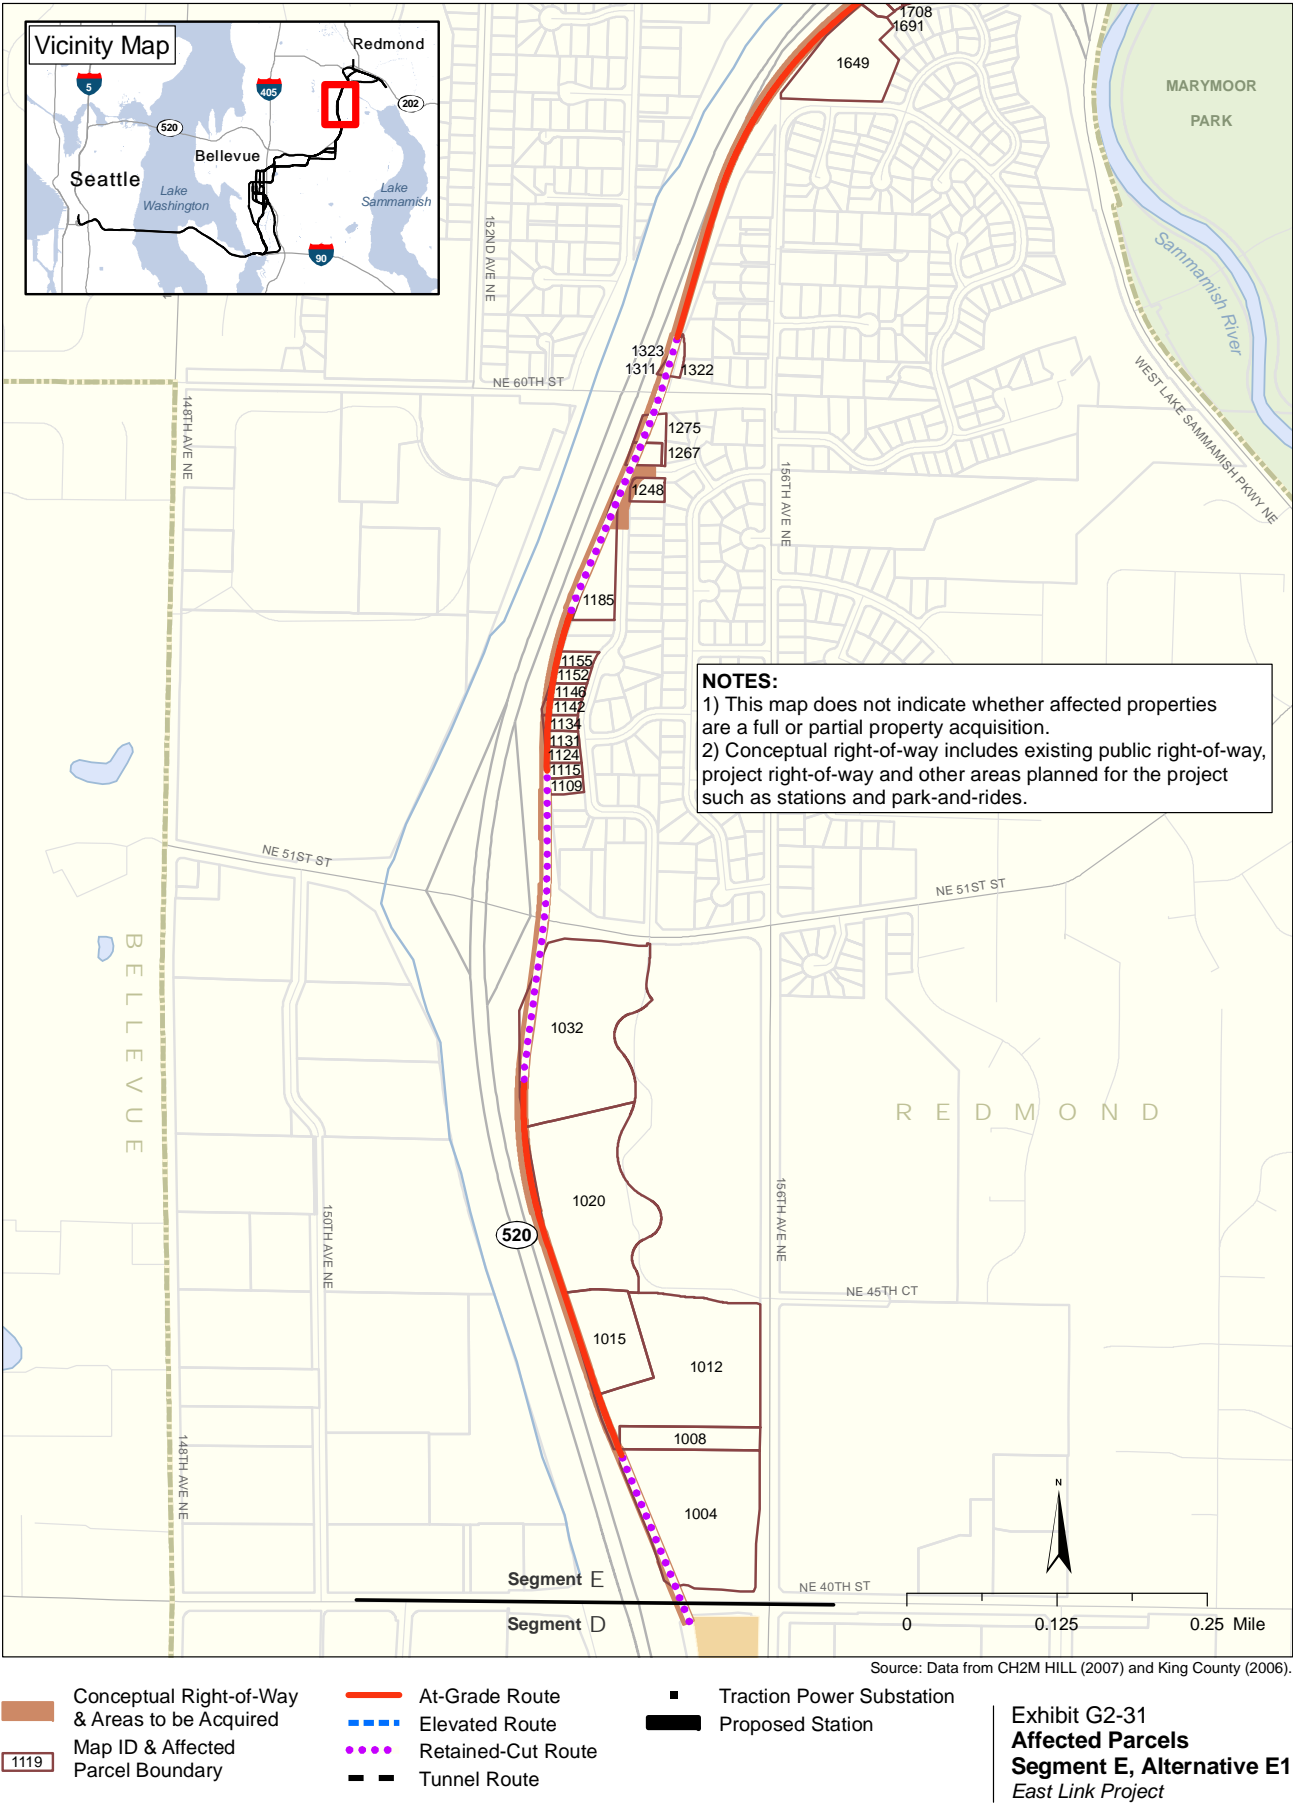 Vicinity Map
Redmond
5
405
202
520
Bellevue
Seattle
Lake
Washington
Lake
Sammamish
90
1708
1691
1649
MARYMOOR
PARK
Sammamish River
152ND AVE NE
WEST LAKE SAMMAMISH PKWY NE
1323
1311
1322
NE 60TH ST
148TH AVE NE
1275
1267
1248
156TH AVE NE
1185
1155
1152
1146
1142
1134
1131
1124
1115
1109
NOTES:
1) This map does not indicate whether affected properties
are a full or partial property acquisition.
2) Conceptual right-of-way includes existing public right-of-way,
project right-of-way and other areas planned for the project
such as stations and park-and-rides.
NE 51ST ST
NE 51ST ST
BELLEVUE
1032
REDMOND
1020
520
150TH AVE NE
156TH AVE NE
NE 45TH CT
1015
1012
1008
1004
148TH AVE NE
N
Segment E
Segment D
NE 40TH ST
0
0.125
0.25 Mile
Source: Data from CH2M HILL (2007) and King County (2006).
Conceptual Right-of-Way
& Areas to be Acquired
1119
Map ID & Affected
Parcel Boundary
At-Grade Route
Elevated Route
Retained-Cut Route
Tunnel Route
Traction Power Substation
Proposed Station
Exhibit G2-31
Affected Parcels
Segment E, Alternative E1
East Link Project